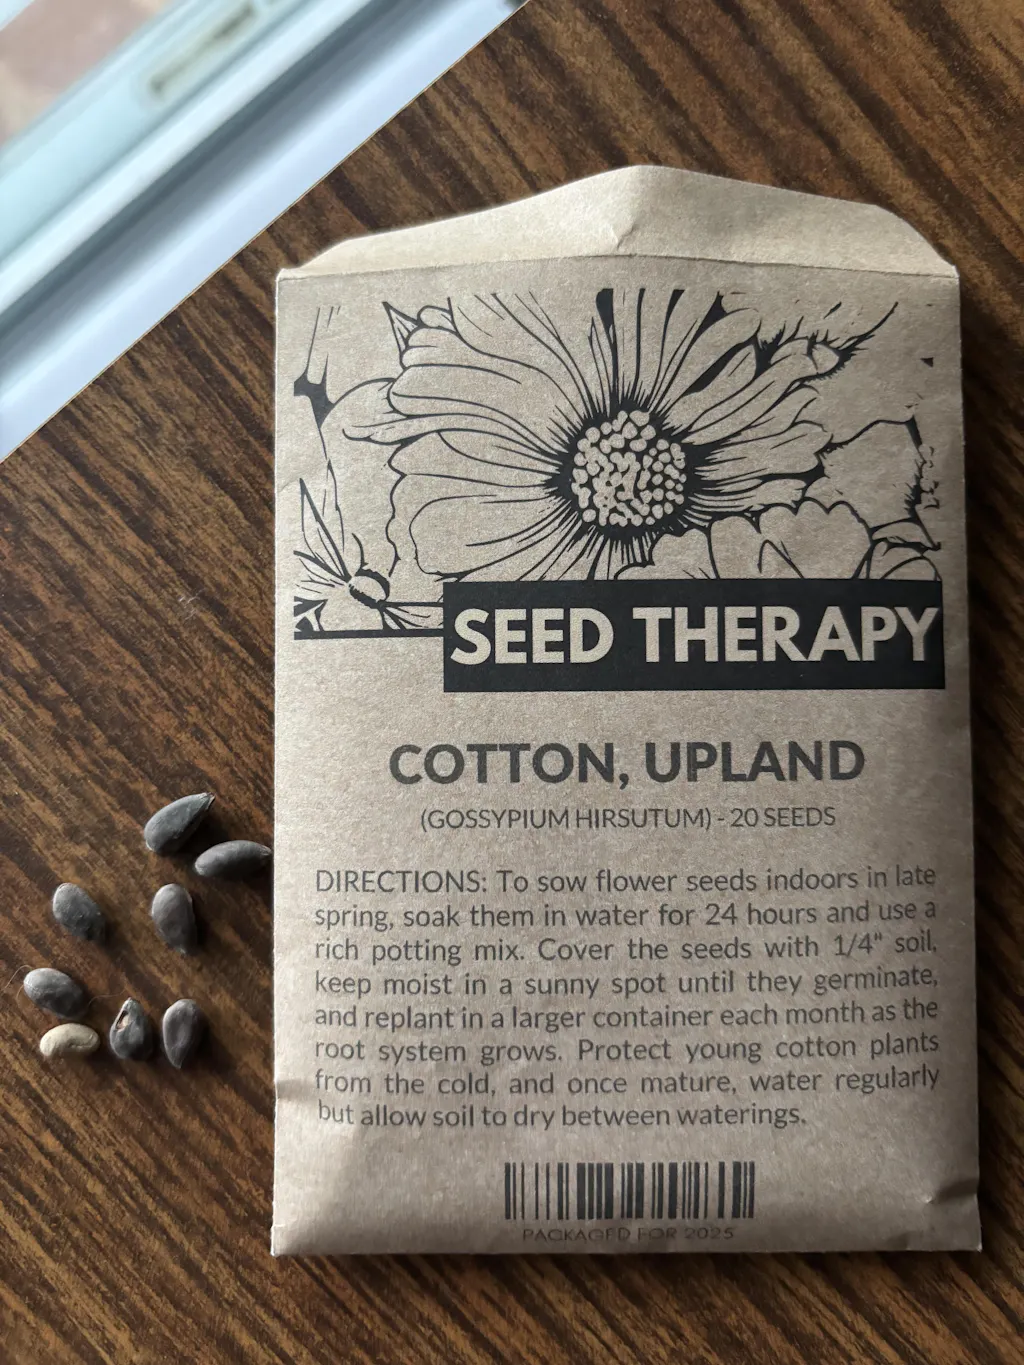 SEED THERAPY
COTTON, UPLAND
(GOSSYPIUM HIRSUTUM) - 20 SEEDS
DIRECTIONS: To sow flower seeds indoors in late
spring, soak them in water for 24 hours and use a
rich potting mix. Cover the seeds with 1/4" soil,
keep moist in a sunny spot until they germinate,
and replant in a larger container each month as the
root system grows. Protect young cotton plants
from the cold, and once mature, water regularly
but allow soil to dry between waterings.
PACKAGED FOR 2025